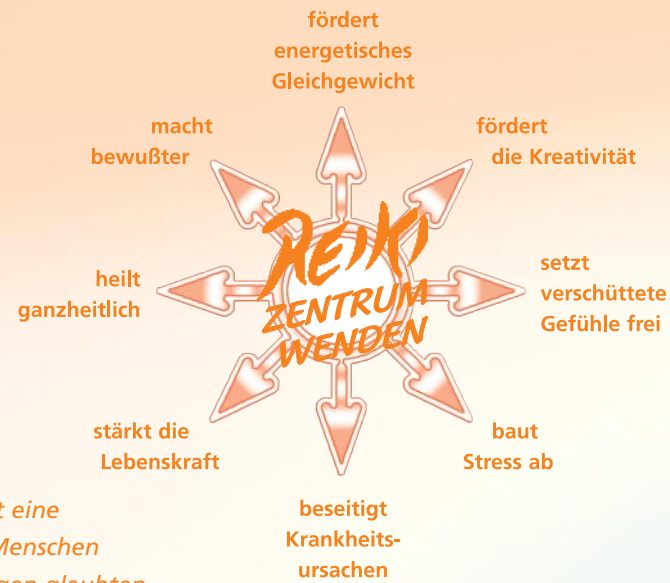 fördert
energetisches
Gleichgewicht
macht
bewußter
fördert
die Kreativität
REIKI
ZENTRUM
WENDEN
heilt
ganzheitlich
setzt
verschüttete
Gefühle frei
stärkt die
Lebenskraft
baut
Stress ab
beseitigt
Krankheits-
ursachen
eine
Menschen
glaubten